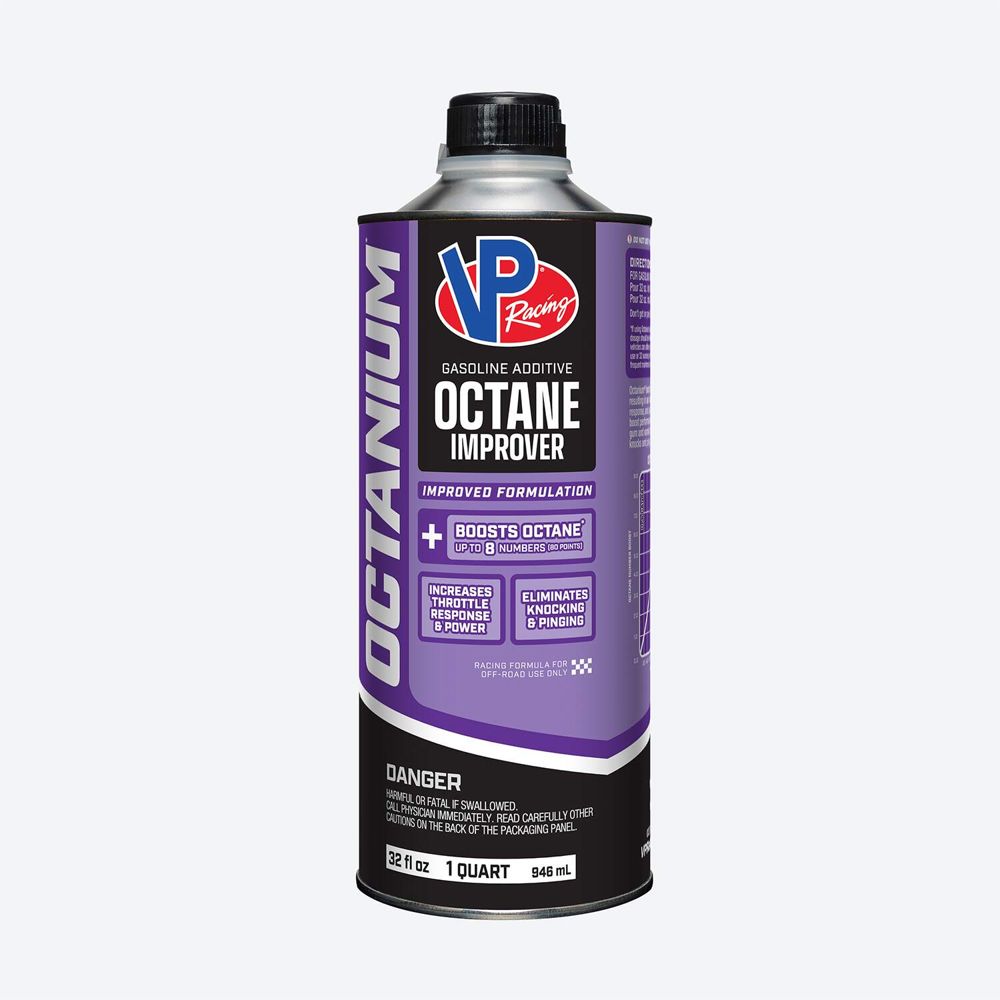 OCTANIUM
VP
Racing
GASOLINE ADDITIVE
OCTANE
IMPROVER
IMPROVED FORMULATION
+ BOOSTS OCTANE*
UP TO 8 NUMBERS (80 POINTS)
INCREASES
THROTTLE
RESPONSE
& POWER
ELIMINATES
KNOCKING
& PINGING
RACING FORMULA FOR
OFF-ROAD USE ONLY
DANGER
HARMFUL OR FATAL IF SWALLOWED.
CALL PHYSICIAN IMMEDIATELY. READ CAREFULLY OTHER
CAUTIONS ON THE BACK OF THE PACKAGING PANEL.
32 fl oz 1 QUART 946 mL